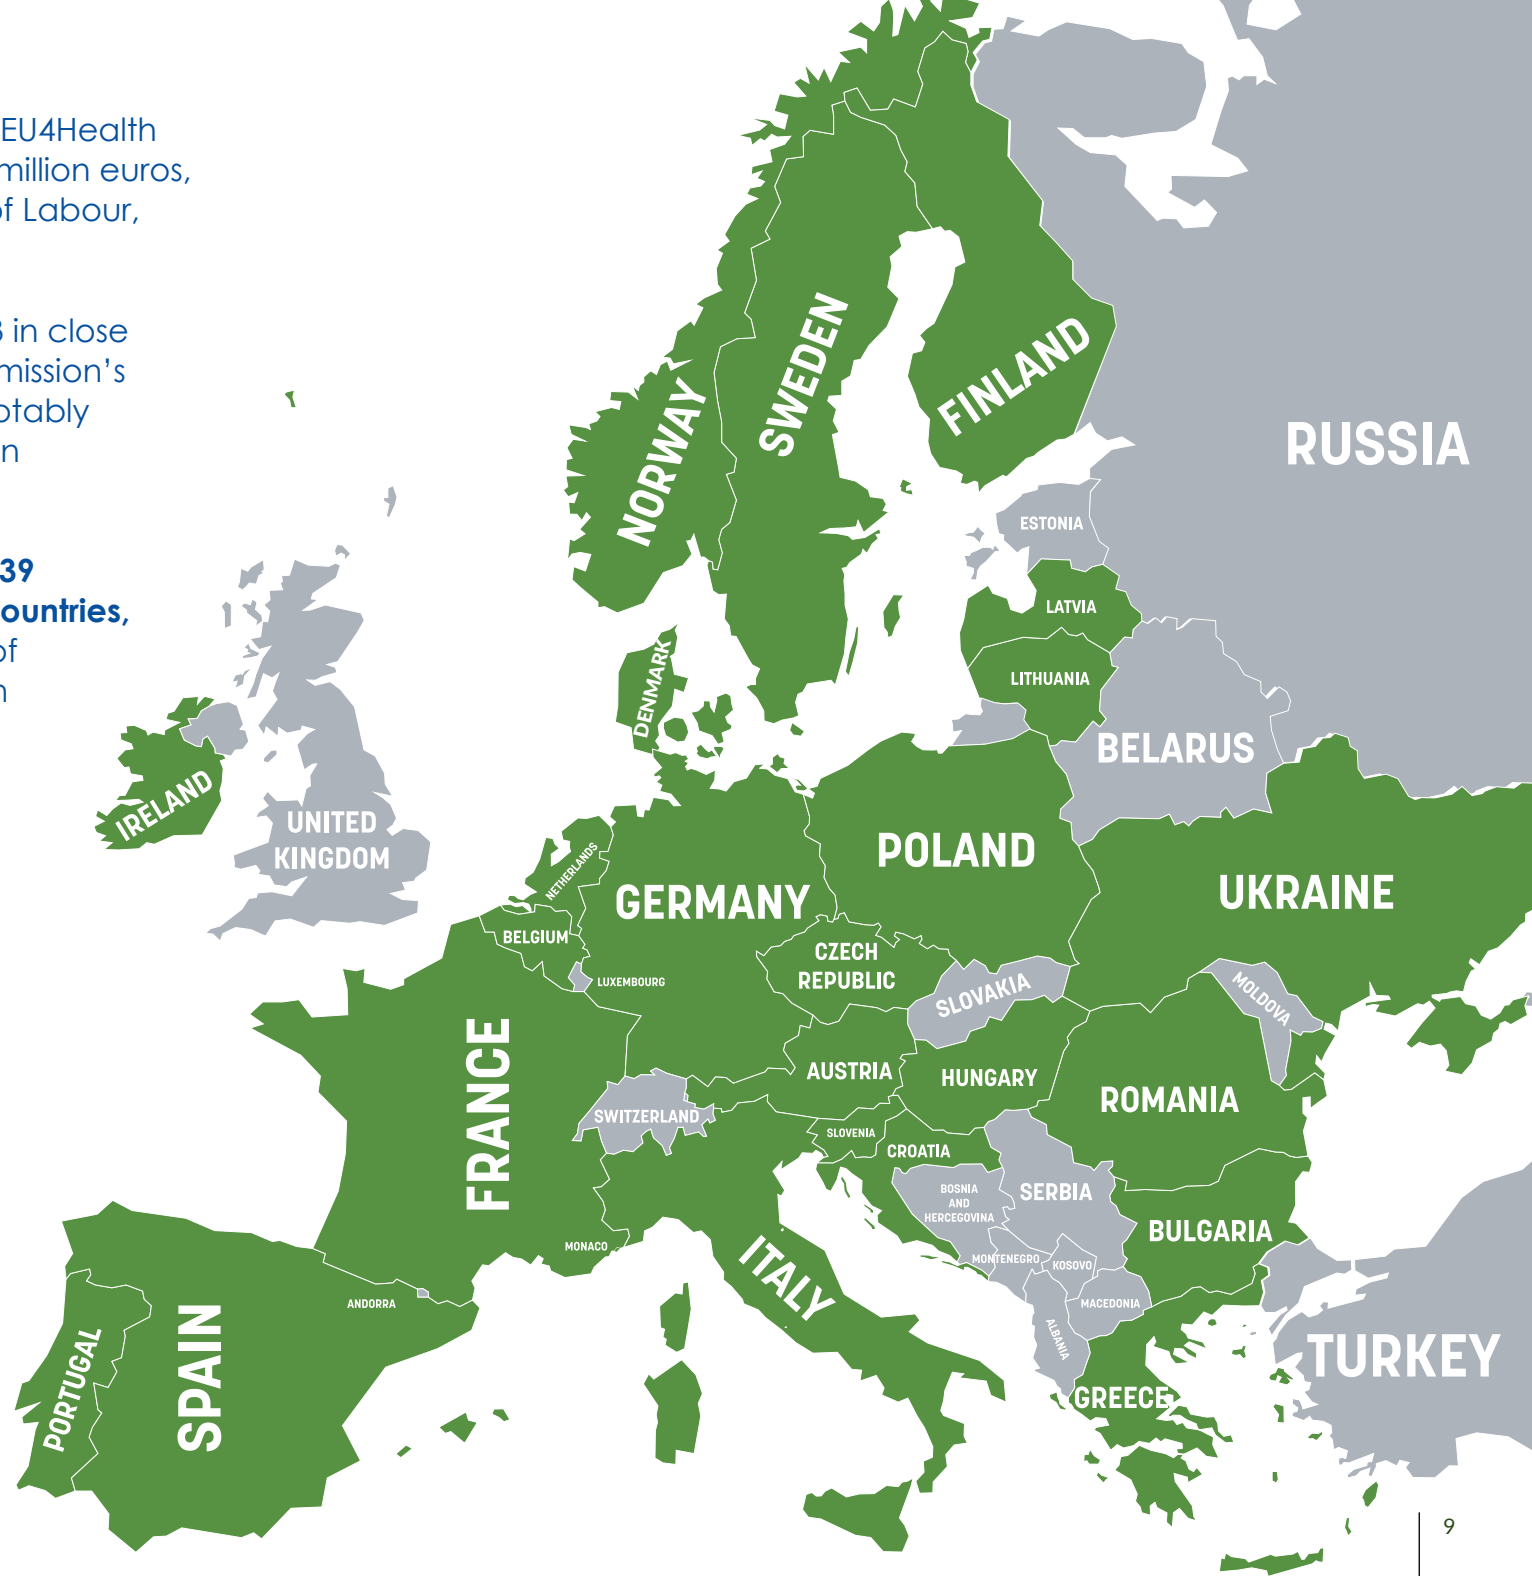 EU4Health
million euros,
of Labour,
in close
mission's
otably
n
39
ountries,
of
NORWAY
SWEDEN
FINLAND
RUSSIA
ESTONIA
LATVIA
LITHUANIA
DENMARK
BELARUS
IRELAND
UNITED
KINGDOM
NETHERLANDS
GERMANY
POLAND
UKRAINE
BELGIUM
LUXEMBOURG
CZECH
REPUBLIC
SLOVAKIA
MOLDOVA
FRANCE
AUSTRIA
HUNGARY
ROMANIA
SWITZERLAND
SLOVENIA
CROATIA
BOSNIA
AND
HERCEGOVINA
SERBIA
BULGARIA
MONACO
ITALY
MONTENEGRO
KOSOVO
MACEDONIA
ALBANIA
ANDORRA
PORTUGAL
SPAIN
GREECE
TURKEY
9